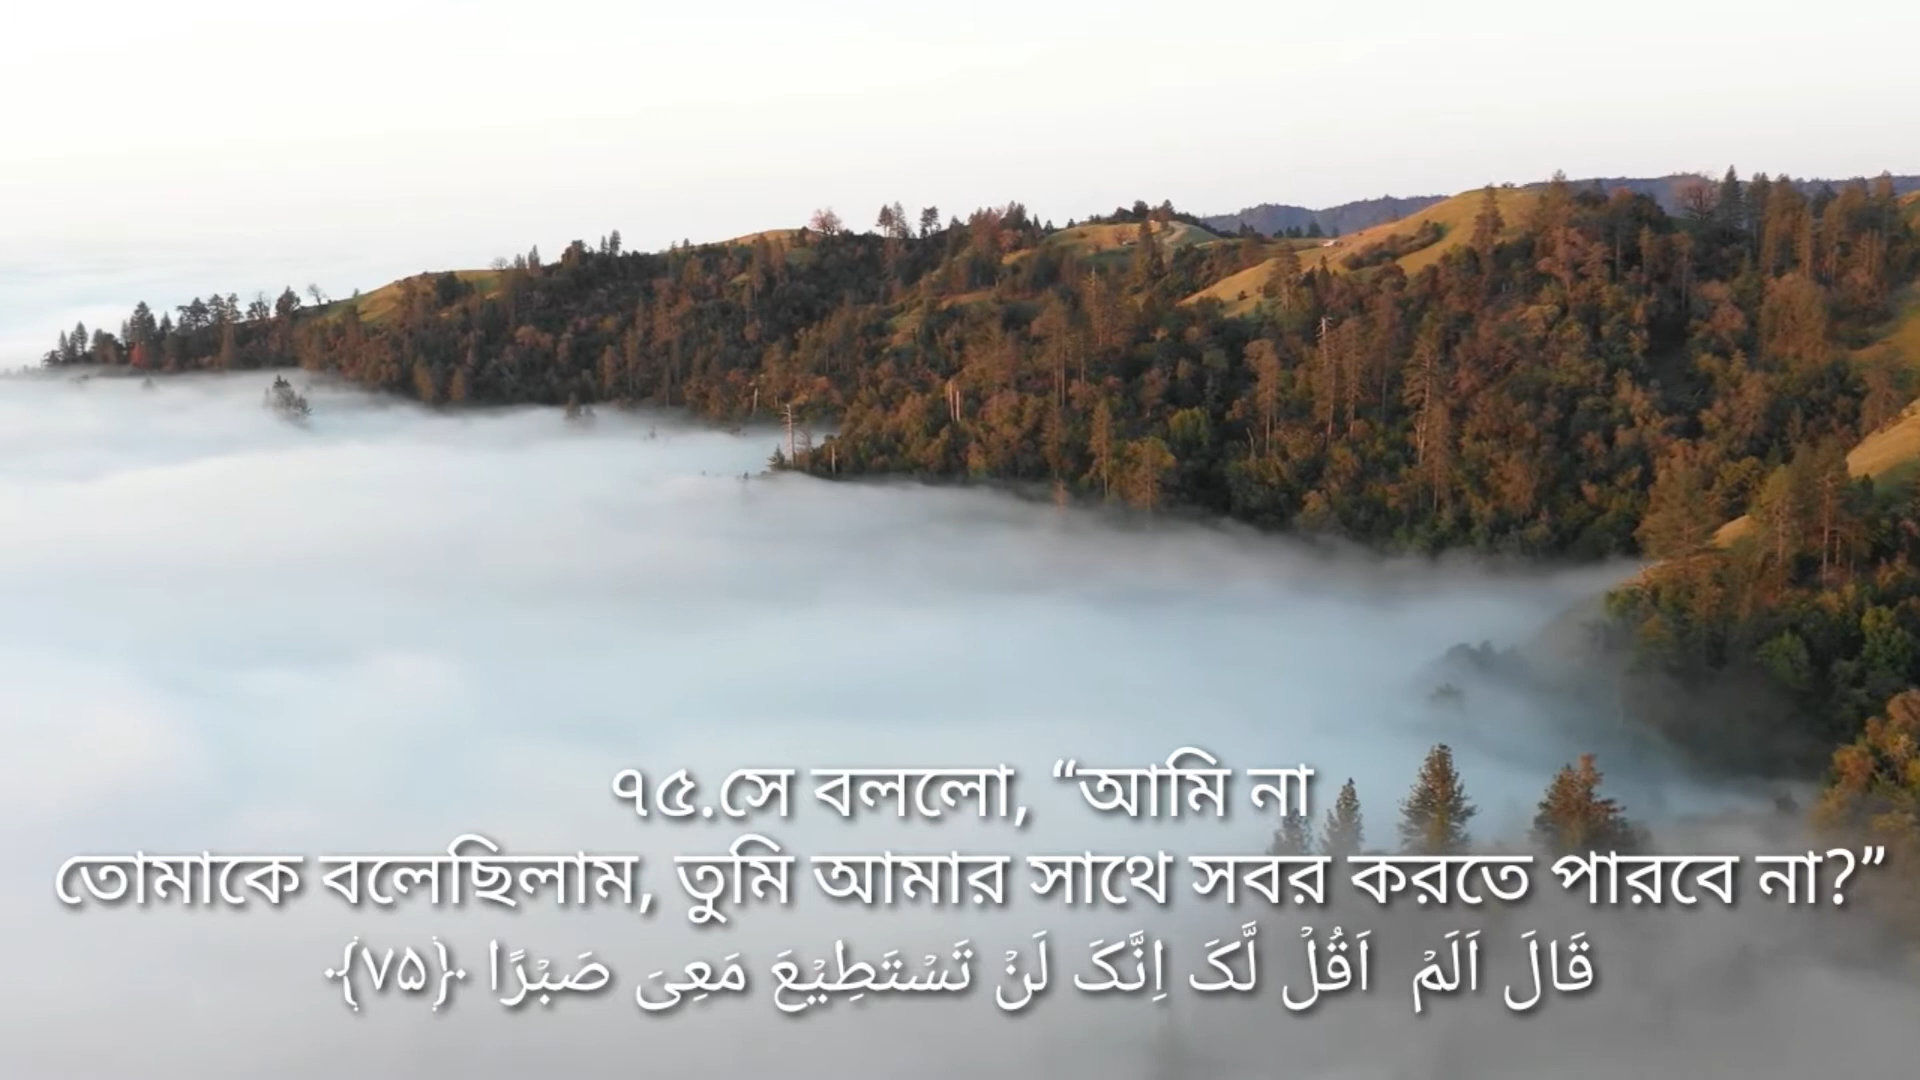 ৭৫.সে বললো, “আমি না
তোমাকে বলেছিলাম, তুমি আমার সাথে সবর করতে পারবে না?”
قَالَ اَلَمۡ اَقُلۡ لَّکَ اِنَّکَ لَنۡ تَسۡتَطِیۡعَ مَعِیَ صَبۡرًا ﴿۷۵﴾